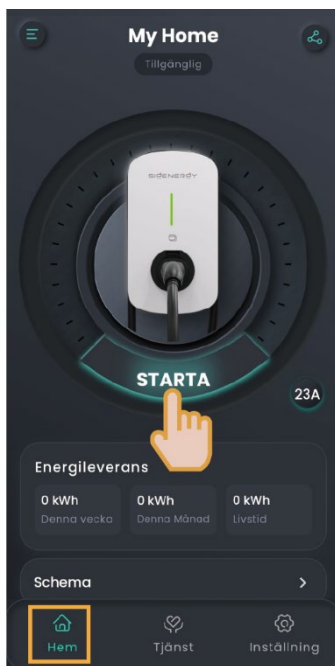 My Home
Tillgänglig
SIGENERGY
STARTA
23A
Energileverans
0 kWh 0 kWh 0 kWh
Denna vecka Denna Månad Livstid
Schema
Hem Tjänst Inställning